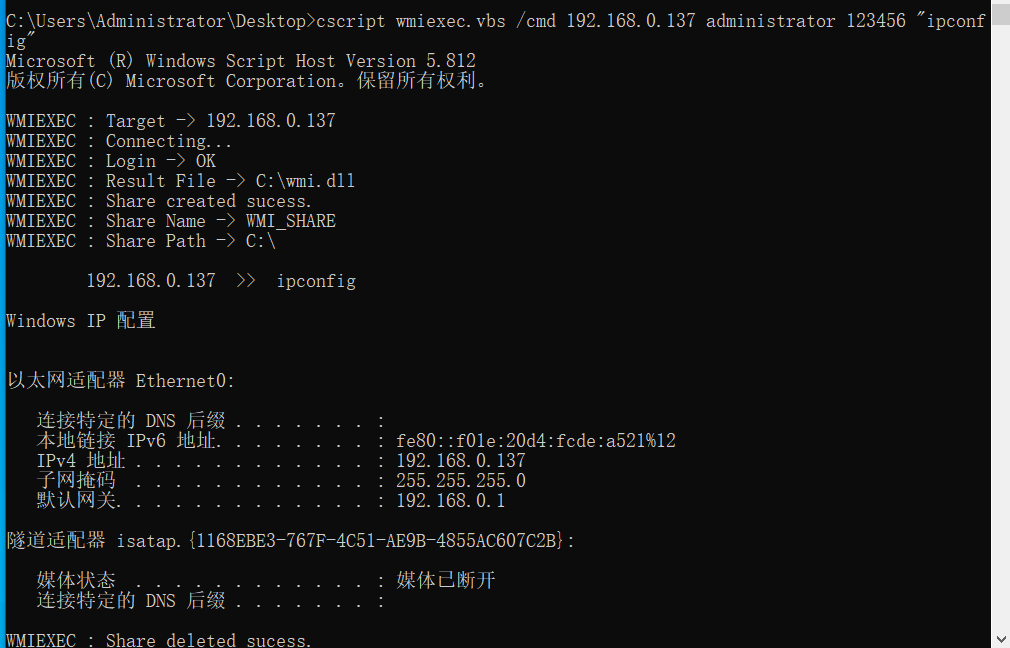 C:\Users\Administrator\Desktop>cscript wmiexec.vbs /cmd 192.168.0.137 administrator 123456 "ipconf
ig"
Microsoft (R) Windows Script Host Version 5.812
版权所有(C) Microsoft Corporation。保留所有权利。
WMIEXEC : Target -> 192.168.0.137
WMIEXEC : Connecting...
WMIEXEC : Login -> OK
WMIEXEC : Result File -> C:\wmi.dll
WMIEXEC : Share created sucess.
WMIEXEC : Share Name -> WMI_SHARE
WMIEXEC : Share Path -> C:\
192.168.0.137  >>  ipconfig
Windows IP 配置
以太网适配器 Ethernet0:
连接特定的 DNS 后缀 . . . . . . . :
本地链接 IPv6 地址. . . . . . . . : fe80::f01e:20d4:fcde:a521%12
IPv4 地址 . . . . . . . . . . . . : 192.168.0.137
子网掩码  . . . . . . . . . . . . : 255.255.255.0
默认网关. . . . . . . . . . . . . : 192.168.0.1
隧道适配器 isatap.{1168EBE3-767F-4C51-AE9B-4855AC607C2B}:
媒体状态  . . . . . . . . . . . . : 媒体已断开
连接特定的 DNS 后缀 . . . . . . . :
WMIEXEC : Share deleted sucess.